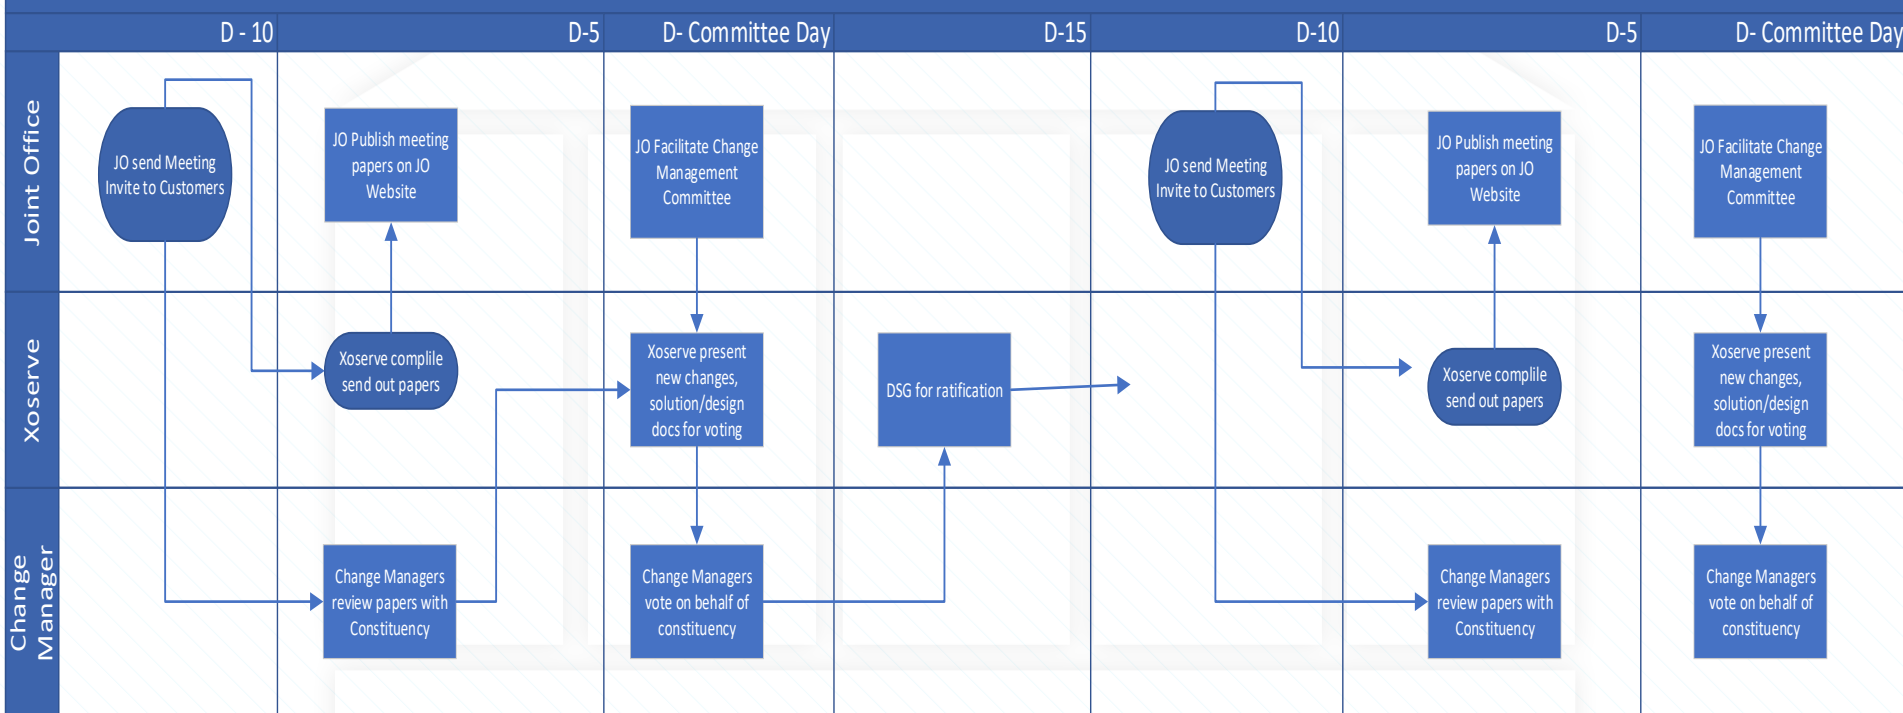 D - 10
D-5
D- Committee Day
D-15
D-10
D-5
D- Committee Day
Joint Office
JO send Meeting
Invite to Customers
JO Publish meeting
papers on JO
Website
JO Facilitate Change
Management
Committee
JO send Meeting
Invite to Customers
JO Publish meeting
papers on JO
Website
JO Facilitate Change
Management
Committee
Xoserve
Xoserve complile
send out papers
Xoserve present
new changes,
solution/design
docs for voting
DSG for ratification
Xoserve complile
send out papers
Xoserve present
new changes,
solution/design
docs for voting
Change
Manager
Change Managers
review papers with
Constituency
Change Managers
vote on behalf of
constituency
Change Managers
review papers with
Constituency
Change Managers
vote on behalf of
constituency